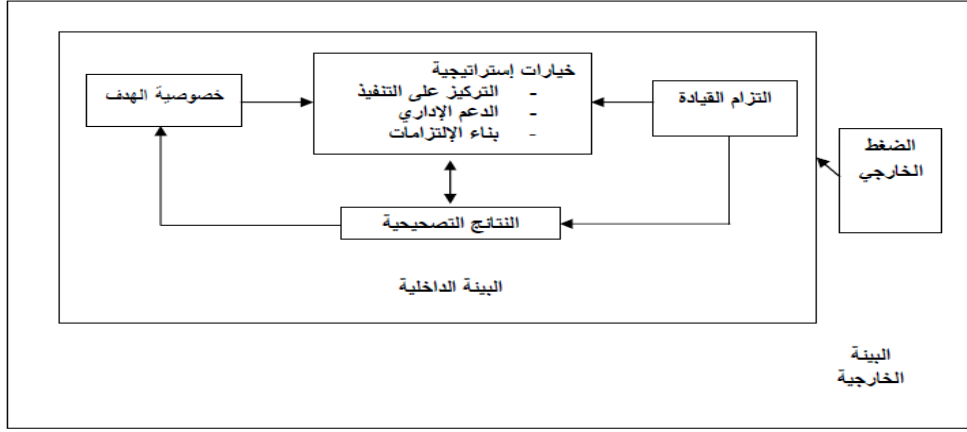 خيارات إستراتيجية
- التركيز على التنفيذ
- الدعم الإداري
- بناء الإلتزامات
التزام القيادة
خصوصية الهدف
الضغط
الخارجي
النتائج التصحيحية
البيئة الداخلية
البيئة
الخارجية